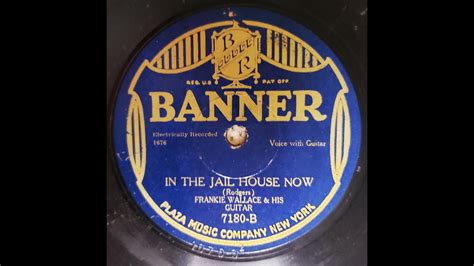 BR
REG. U.S. PAT. OFF.
BANNER
Electrically Recorded
1676
Voice with Guitar
IN THE JAIL HOUSE NOW
(Rodgers)
FRANKIE WALLACE & HIS
GUITAR
7180-B
PLAZA MUSIC COMPANY NEW YORK